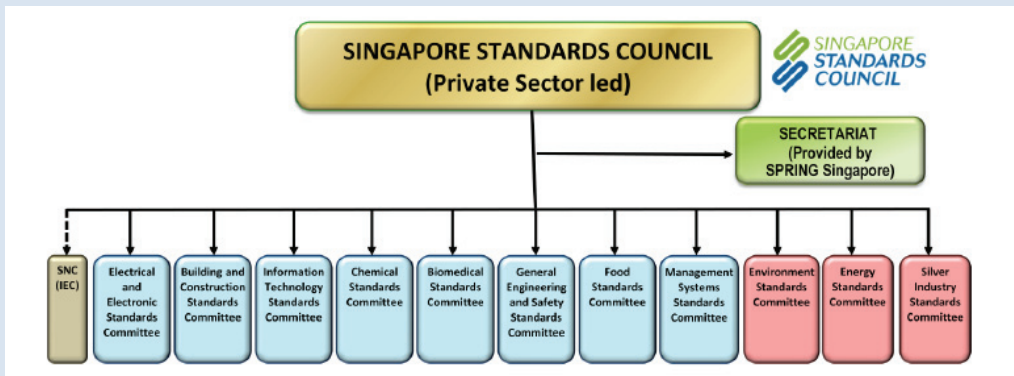 SINGAPORE STANDARDS COUNCIL
(Private Sector led)
SINGAPORE
STANDARDS
COUNCIL
SECRETARIAT
(Provided by
SPRING Singapore)
SNC
(IEC)
Electrical
and
Electronic
Standards
Committee
Building and
Construction
Standards
Committee
Information
Technology
Standards
Committee
Chemical
Standards
Committee
Biomedical
Standards
Committee
General
Engineering
and Safety
Standards
Committee
Food
Standards
Committee
Management
Systems
Standards
Committee
Environment
Standards
Committee
Energy
Standards
Committee
Silver
Industry
Standards
Committee